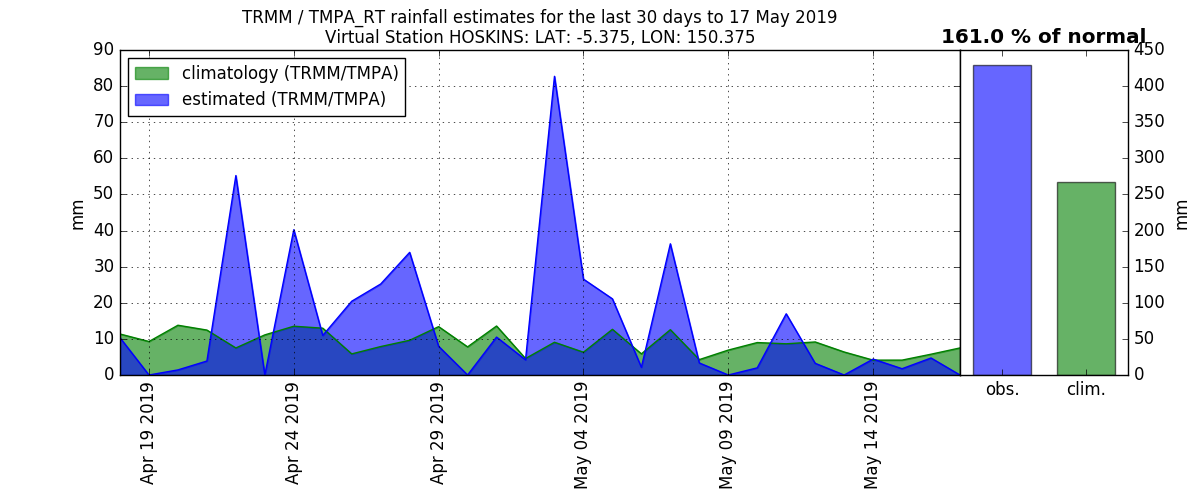 TRMM / TMPA_RT rainfall estimates for the last 30 days to 17 May 2019
Virtual Station HOSKINS: LAT: -5.375, LON: 150.375
161.0 % of normal
climatology (TRMM/TMPA)
estimated (TRMM/TMPA)
90
80
70
60
50
40
30
20
10
0
mm
Apr 19 2019
Apr 24 2019
Apr 29 2019
May 04 2019
May 09 2019
May 14 2019
450
400
350
300
250
200
150
100
50
0
mm
obs.
clim.